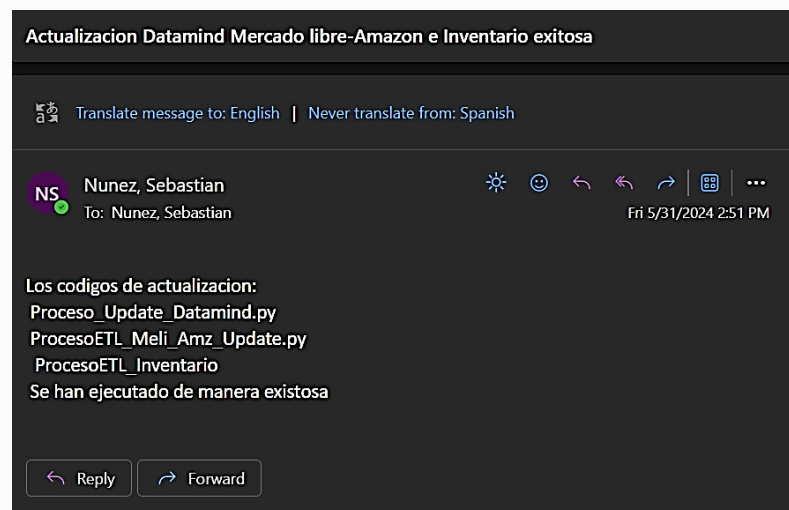 Actualizacion Datamind Mercado libre-Amazon e Inventario exitosa
Translate message to: English | Never translate from: Spanish
NS
Nunez, Sebastian
To: Nunez, Sebastian
Fri 5/31/2024 2:51 PM
Los codigos de actualizacion:
Proceso_Update_Datamind.py
ProcesoETL_Meli_Amz_Update.py
ProcesoETL_Inventario
Se han ejecutado de manera existosa
Reply Forward